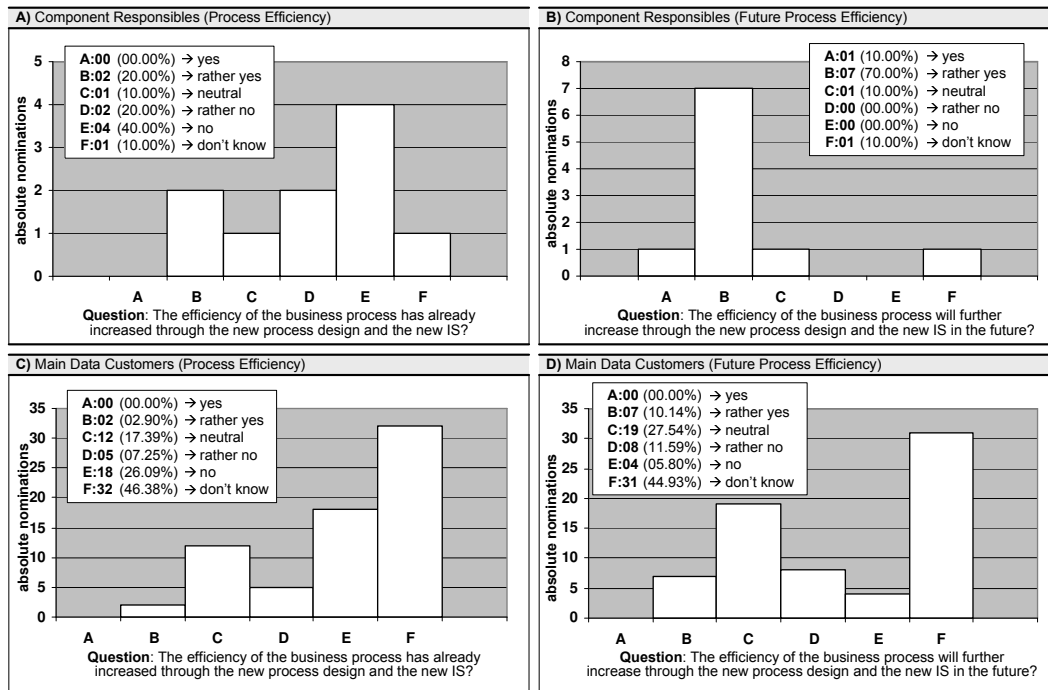 A) Component Responsibles (Process Efficiency)
absolute nominations
5
4
3
2
1
0
A:00 (00.00%) → yes
B:02 (20.00%) → rather yes
C:01 (10.00%) → neutral
D:02 (20.00%) → rather no
E:04 (40.00%) → no
F:01 (10.00%) → don't know
A B C D E F
Question: The efficiency of the business process has already
increased through the new process design and the new IS?
B) Component Responsibles (Future Process Efficiency)
absolute nominations
8
7
6
5
4
3
2
1
0
A:01 (10.00%) → yes
B:07 (70.00%) → rather yes
C:01 (10.00%) → neutral
D:00 (00.00%) → rather no
E:00 (00.00%) → no
F:01 (10.00%) → don't know
A B C D E F
Question: The efficiency of the business process will further
increase through the new process design and the new IS in the future?
C) Main Data Customers (Process Efficiency)
absolute nominations
35
30
25
20
15
10
5
0
A:00 (00.00%) → yes
B:02 (02.90%) → rather yes
C:12 (17.39%) → neutral
D:05 (07.25%) → rather no
E:18 (26.09%) → no
F:32 (46.38%) → don't know
A B C D E F
Question: The efficiency of the business process has already
increased through the new process design and the new IS?
D) Main Data Customers (Future Process Efficiency)
absolute nominations
35
30
25
20
15
10
5
0
A:00 (00.00%) → yes
B:07 (10.14%) → rather yes
C:19 (27.54%) → neutral
D:08 (11.59%) → rather no
E:04 (05.80%) → no
F:31 (44.93%) → don't know
A B C D E F
Question: The efficiency of the business process will further
increase through the new process design and the new IS in the future?